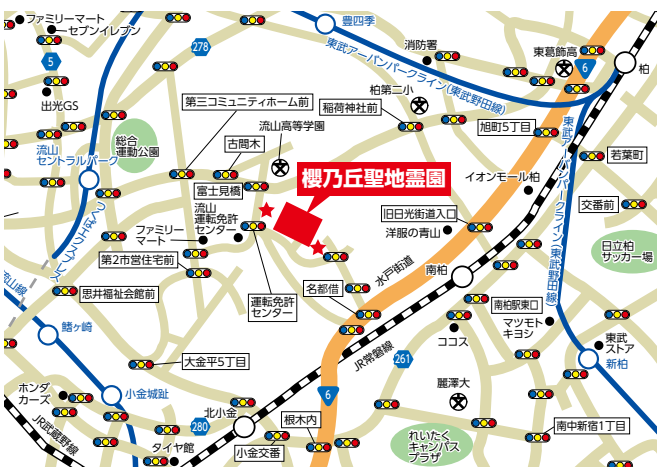 ファミリーマート
セブンイレブン
豊四季
278
消防署
東葛飾高
6
柏
5
出光GS
東武アーバンパークライン(東武野田線)
柏第二小
第三コミュニティホーム前
稲荷神社前
旭町5丁目
総合
運動公園
流山高等学園
古間木
若葉町
流山
セントラルパーク
富士見橋
櫻乃丘聖地霊園
イオンモール柏
東武アーバンパークライン(東武野田線)
交番前
流山
運転免許
センター
旧日光街道入口
洋服の青山
ファミリー
マート
日立柏
サッカー場
つくばエクスプレス
第2市営住宅前
水戸街道
南柏
流山線
思井福祉会館前
運転免許
センター
名都借
南柏駅東口
鰭ヶ崎
マツモト
キヨシ
ココス
東武
ストア
JR常磐線
大金平5丁目
261
新柏
ホンダ
カーズ
小金城趾
6
麗澤大
北小金
JR武蔵野線
280
根木内
れいたく
キャンパス
プラザ
南中新宿1丁目
タイヤ館
小金交番